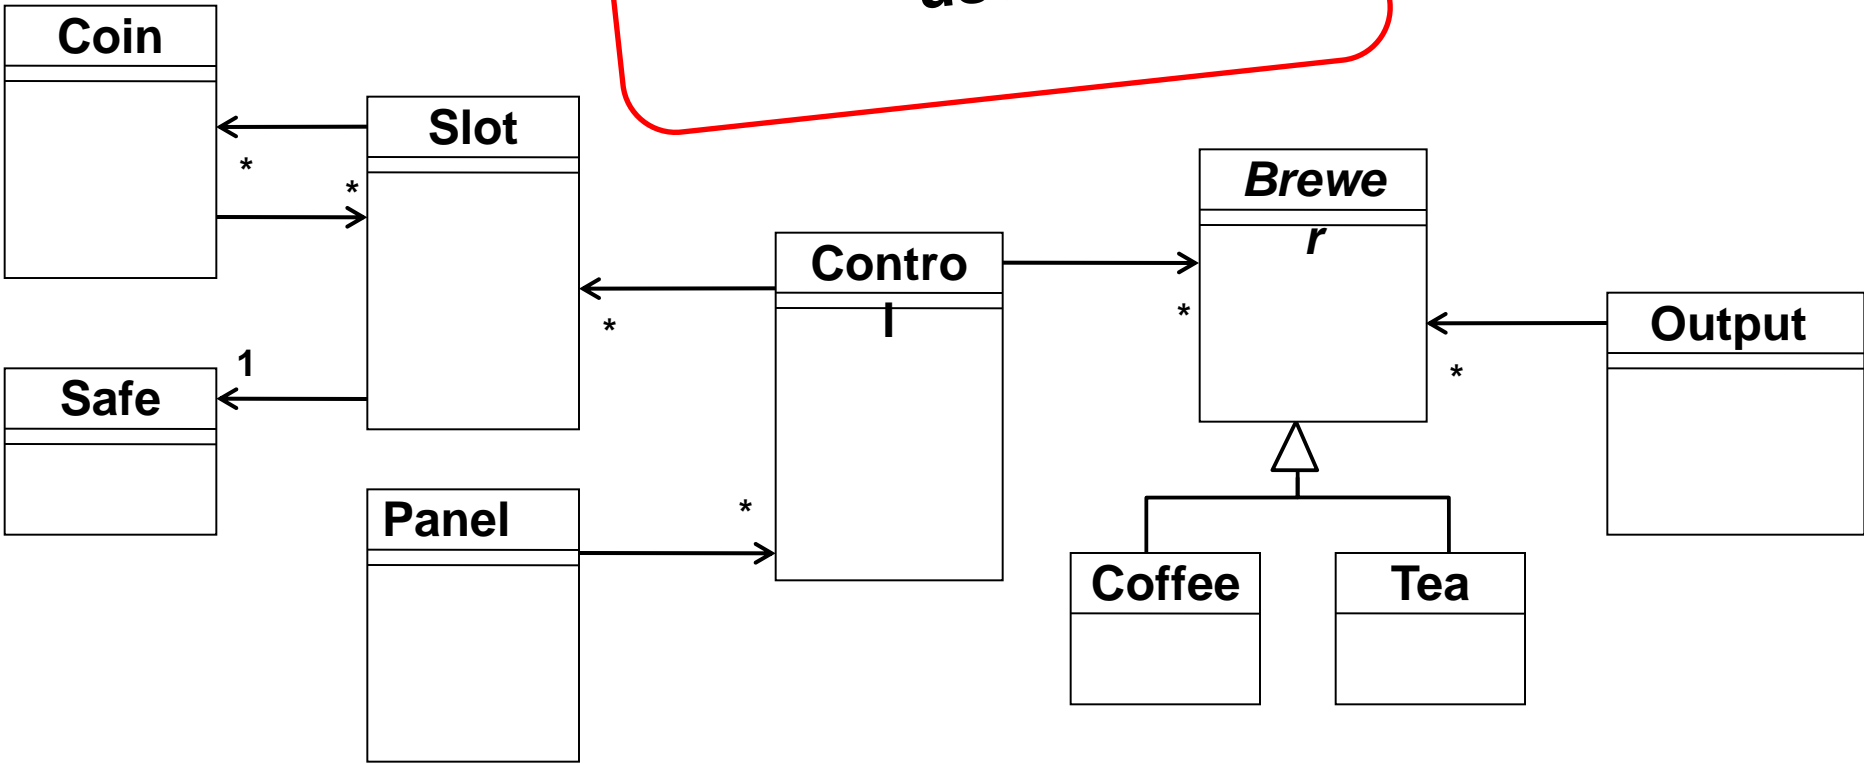 Coin
Slot
*
*
Brewe
r
Contro
l
*
*
Output
*
1
Safe
Panel
*
Coffee
Tea